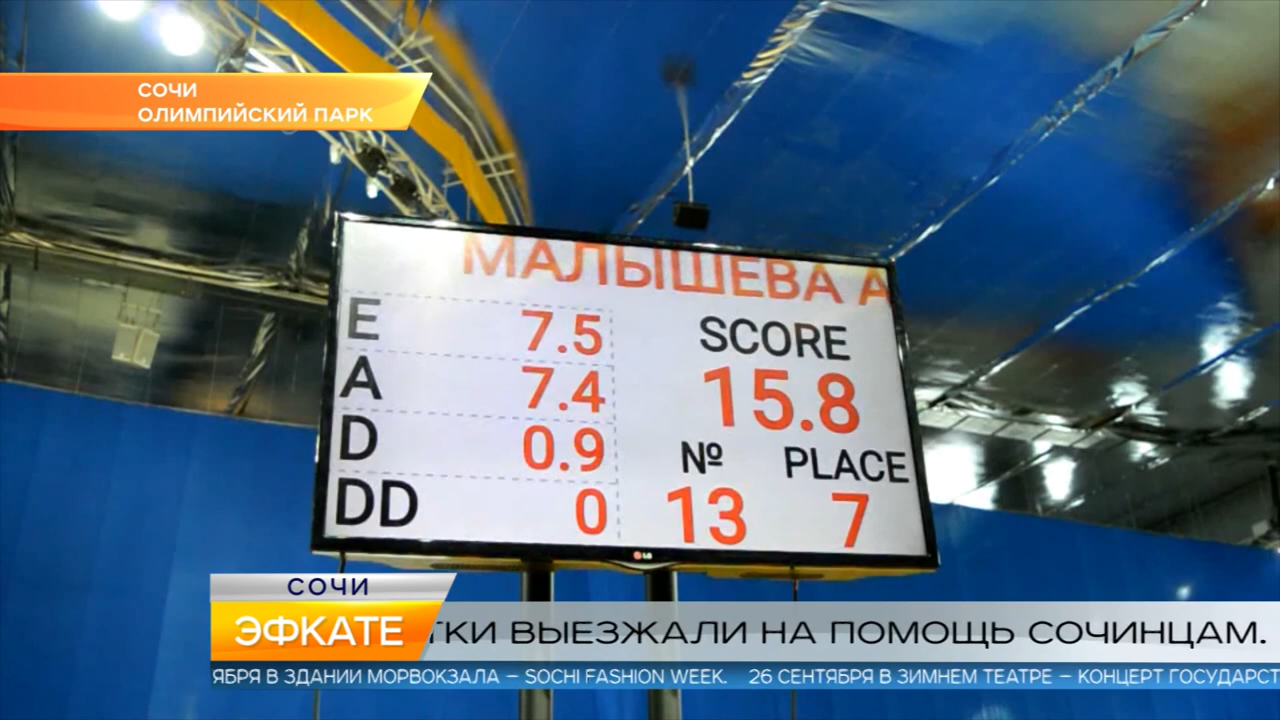 СОЧИ
ОЛИМПИЙСКИЙ ПАРК
МАЛЫШЕВА А
E 7.5
A 7.4
D 0.9
DD 0
SCORE
15.8
№ PLACE
13 7
LG
СОЧИ
ЭФКАТЕ
ТКИ ВЫЕЗЖАЛИ НА ПОМОЩЬ СОЧИНЦАМ.
ЯБРЯ В ЗДАНИИ МОРВОКЗАЛА – SOCHI FASHION WEEK. 26 СЕНТЯБРЯ В ЗИМНЕМ ТЕАТРЕ – КОНЦЕРТ ГОСУДАРСТ